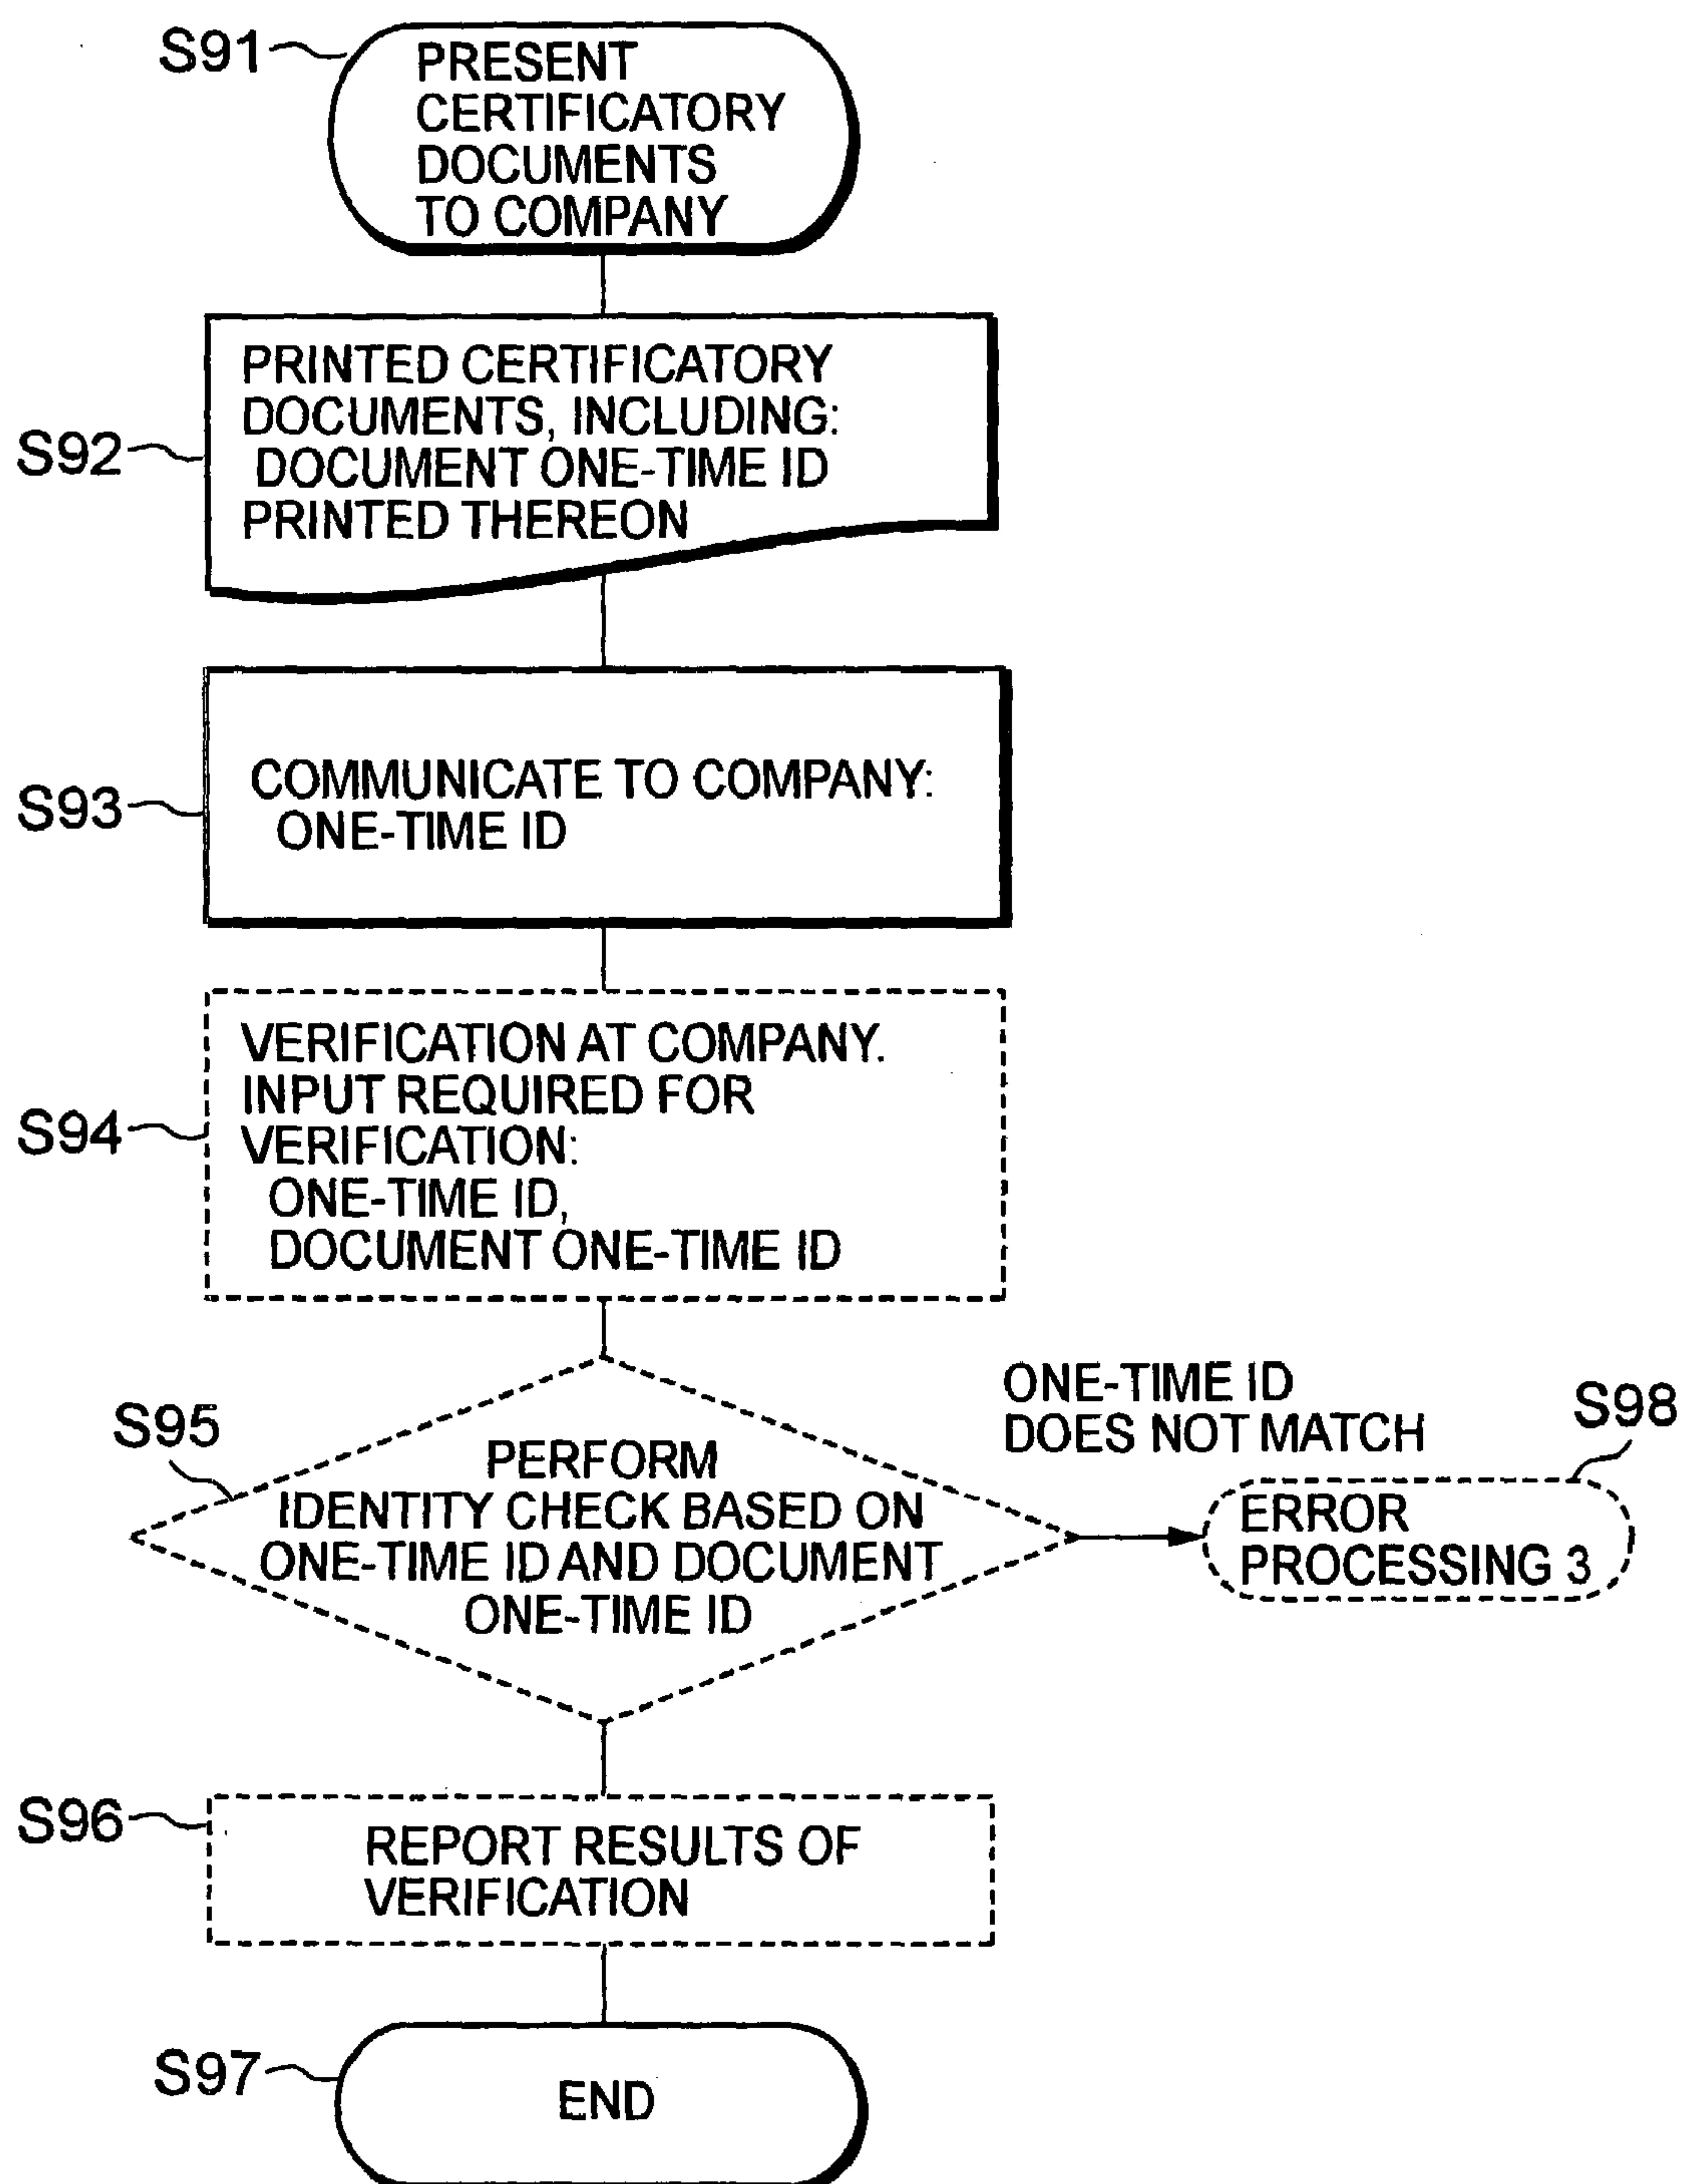 S91
PRESENT
CERTIFICATORY
DOCUMENTS
TO COMPANY
S92
PRINTED CERTIFICATORY
DOCUMENTS, INCLUDING:
DOCUMENT ONE-TIME ID
PRINTED THEREON
S93
COMMUNICATE TO COMPANY:
ONE-TIME ID
S94
VERIFICATION AT COMPANY.
INPUT REQUIRED FOR
VERIFICATION:
ONE-TIME ID,
DOCUMENT ONE-TIME ID
S95
PERFORM
IDENTITY CHECK BASED ON
ONE-TIME ID AND DOCUMENT
ONE-TIME ID
ONE-TIME ID
DOES NOT MATCH
S98
ERROR
PROCESSING 3
S96
REPORT RESULTS OF
VERIFICATION
S97
END